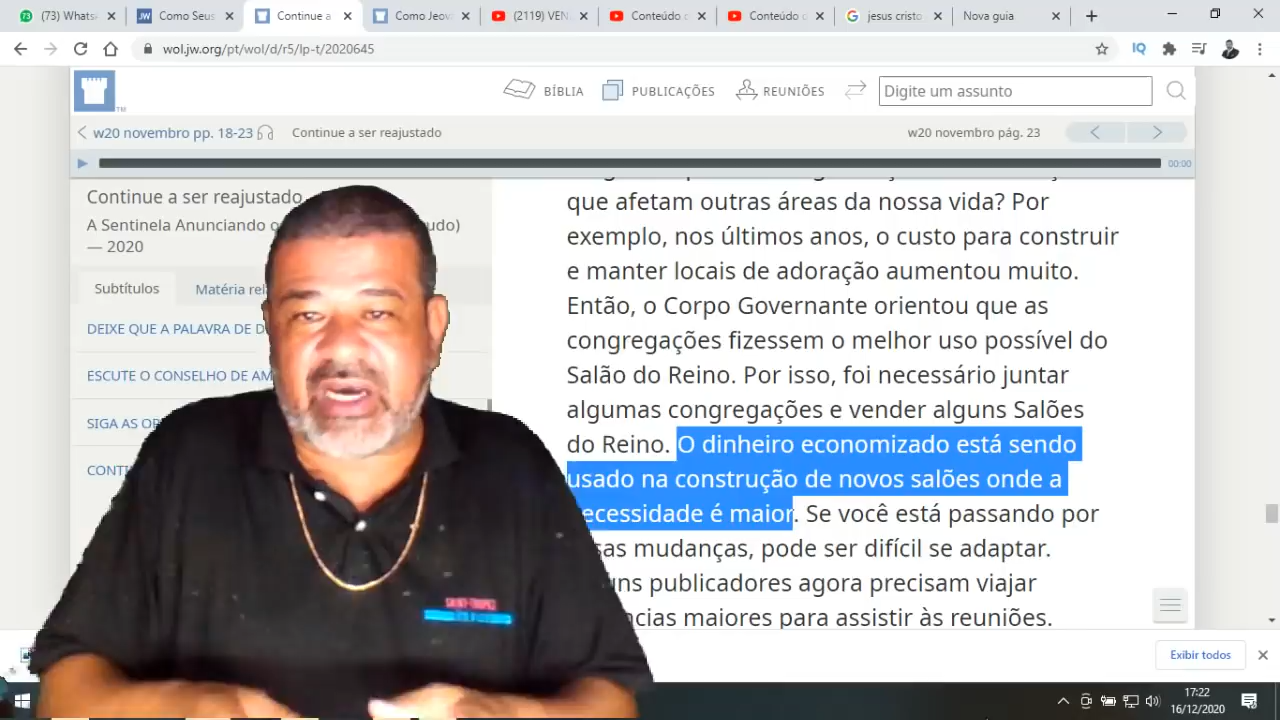 (73) Whats
Como Seus
Continue a
Como Jeová
(2119) VEN
Conteúdo c
Conteúdo d
jesus cristo
Nova guia
wol.jw.org/pt/wol/d/r5/lp-t/2020645
IQ
BÍBLIA
PUBLICAÇÕES
REUNIÕES
Digite um assunto
w20 novembro pp. 18-23
Continue a ser reajustado
w20 novembro pág. 23
00:00
Continue a ser reajustado
A Sentinela Anunciando o udo)
— 2020
Subtítulos
Matéria rel
DEIXE QUE A PALAVRA DE D
ESCUTE O CONSELHO DE AM
SIGA AS OR
CONT
que afetam outras áreas da nossa vida? Por
exemplo, nos últimos anos, o custo para construir
e manter locais de adoração aumentou muito.
Então, o Corpo Governante orientou que as
congregações fizessem o melhor uso possível do
Salão do Reino. Por isso, foi necessário juntar
algumas congregações e vender alguns Salões
do Reino. O dinheiro economizado está sendo
usado na construção de novos salões onde a
ecessidade é maior. Se você está passando por
sas mudanças, pode ser difícil se adaptar.
uns publicadores agora precisam viajar
ncias maiores para assistir às reuniões.
Exibir todos
17:22
16/12/2020